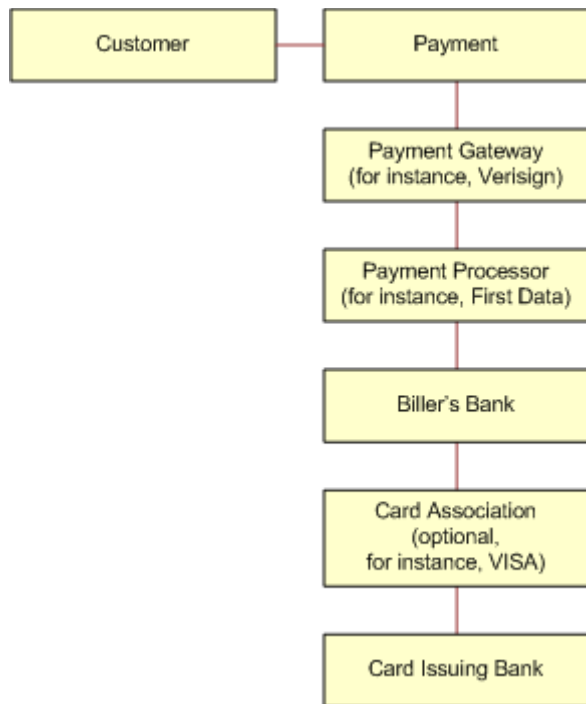 Customer
Payment
Payment Gateway
(for instance, Verisign)
Payment Processor
(for instance, First Data)
Biller's Bank
Card Association
(optional,
for instance, VISA)
Card Issuing Bank